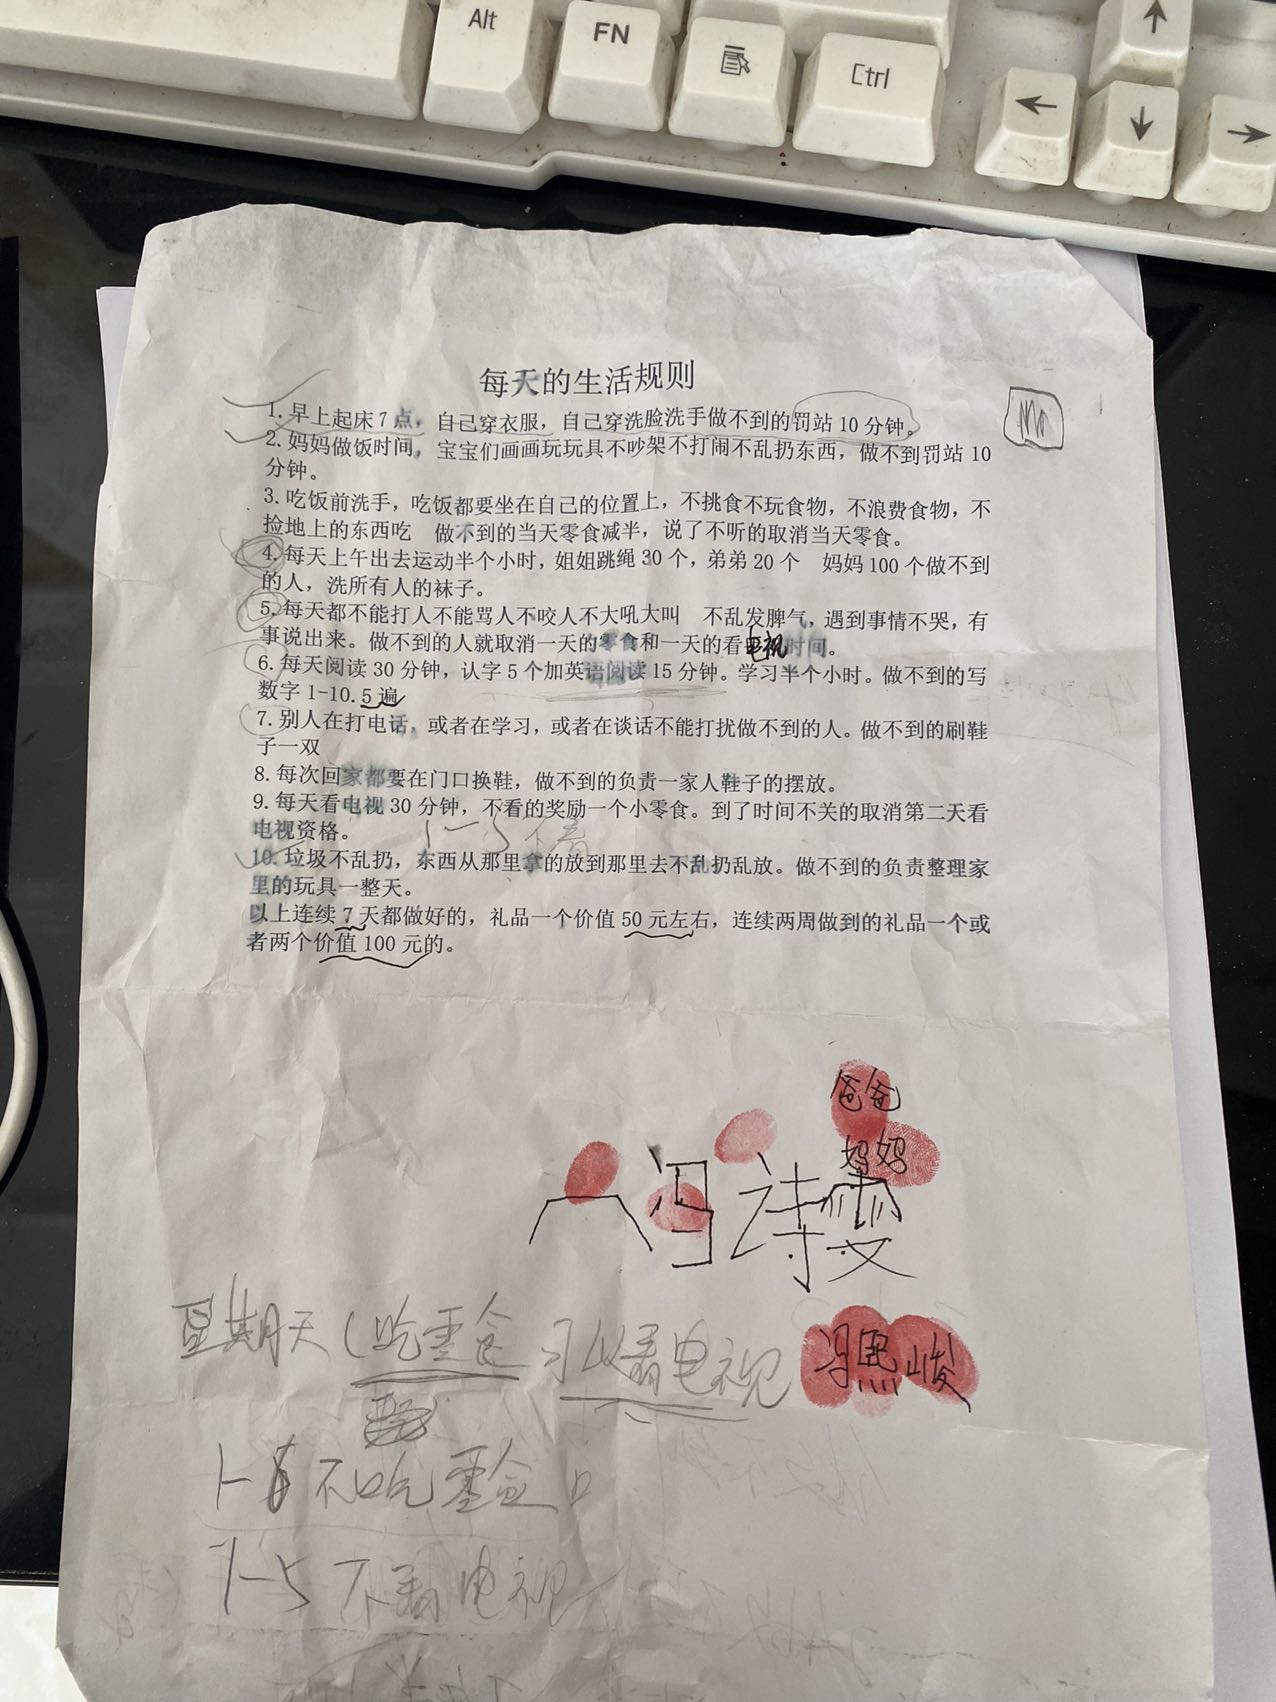 Alt
FN
Ctrl
每天的生活规则
1. 早上起床7点，自己穿衣服，自己穿洗脸洗手做不到的罚站10分钟。
2. 妈妈做饭时间，宝宝们画画玩玩具不吵架不打闹不乱扔东西，做不到罚站10
分钟。
3. 吃饭前洗手，吃饭都要坐在自己的位置上，不挑食不玩食物，不浪费食物，不
捡地上的东西吃 做不到的当天零食减半，说了不听的取消当天零食。
4. 每天上午出去运动半个小时，姐姐跳绳30个，弟弟20个 妈妈100个做不到
的人，洗所有人的袜子。
5. 每天都不能打人不能骂人不咬人不大吼大叫 不乱发脾气，遇到事情不哭，有
事说出来。做不到的人就取消一天的零食和一天的看电视时间。
6. 每天阅读30分钟，认字5个加英语阅读15分钟。学习半个小时。做不到的写
数字1-10. 5遍
7. 别人在打电话，或者在学习，或者在谈话不能打扰做不到的人。做不到的刷鞋
子一双
8. 每次回家都要在门口换鞋，做不到的负责一家人鞋子的摆放。
9. 每天看电视30分钟，不看的奖励一个小零食。到了时间不关的取消第二天看
电视资格。
1-5不看
10. 垃圾不乱扔，东西从那里拿的放到那里去不乱扔乱放。做不到的负责整理家
里的玩具一整天。
以上连续7天都做好的，礼品一个价值50元左右，连续两周做到的礼品一个或
者两个价值100元的。
爸爸
妈妈
冯诗雯
星期天(吃零食 可以看电视
冯熙峻
不吃零食
1-5不看电视